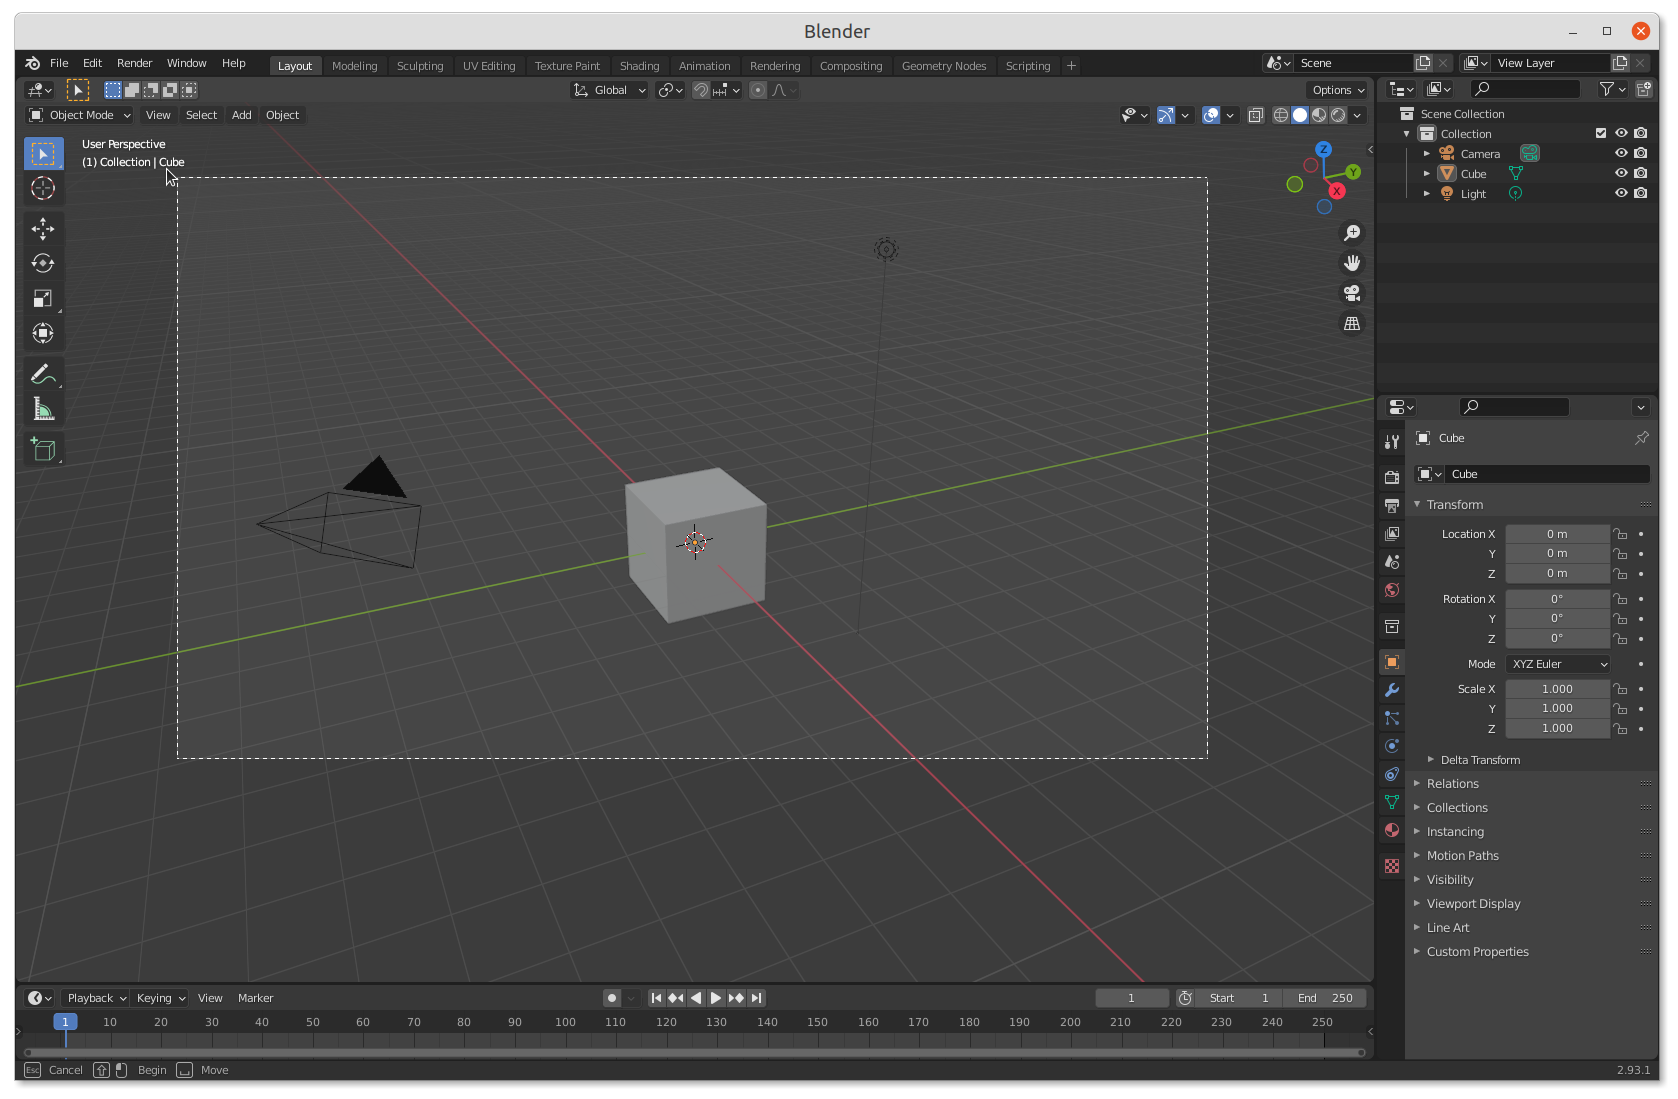 Blender
File Edit Render Window Help Layout Modeling Sculpting UV Editing Texture Paint Shading Animation Rendering Compositing Geometry Nodes Scripting + Scene View Layer
Global Options
Object Mode View Select Add Object
User Perspective
(1) Collection | Cube
Z
Y
X
Scene Collection
Collection
Camera
Cube
Light
Cube
Cube
Transform
Location X 0 m
Y 0 m
Z 0 m
Rotation X 0°
Y 0°
Z 0°
Mode XYZ Euler
Scale X 1.000
Y 1.000
Z 1.000
Delta Transform
Relations
Collections
Instancing
Motion Paths
Visibility
Viewport Display
Line Art
Custom Properties
Playback Keying View Marker 1 Start 1 End 250
1 10 20 30 40 50 60 70 80 90 100 110 120 130 140 150 160 170 180 190 200 210 220 230 240 250
Esc Cancel Begin Move 2.93.1